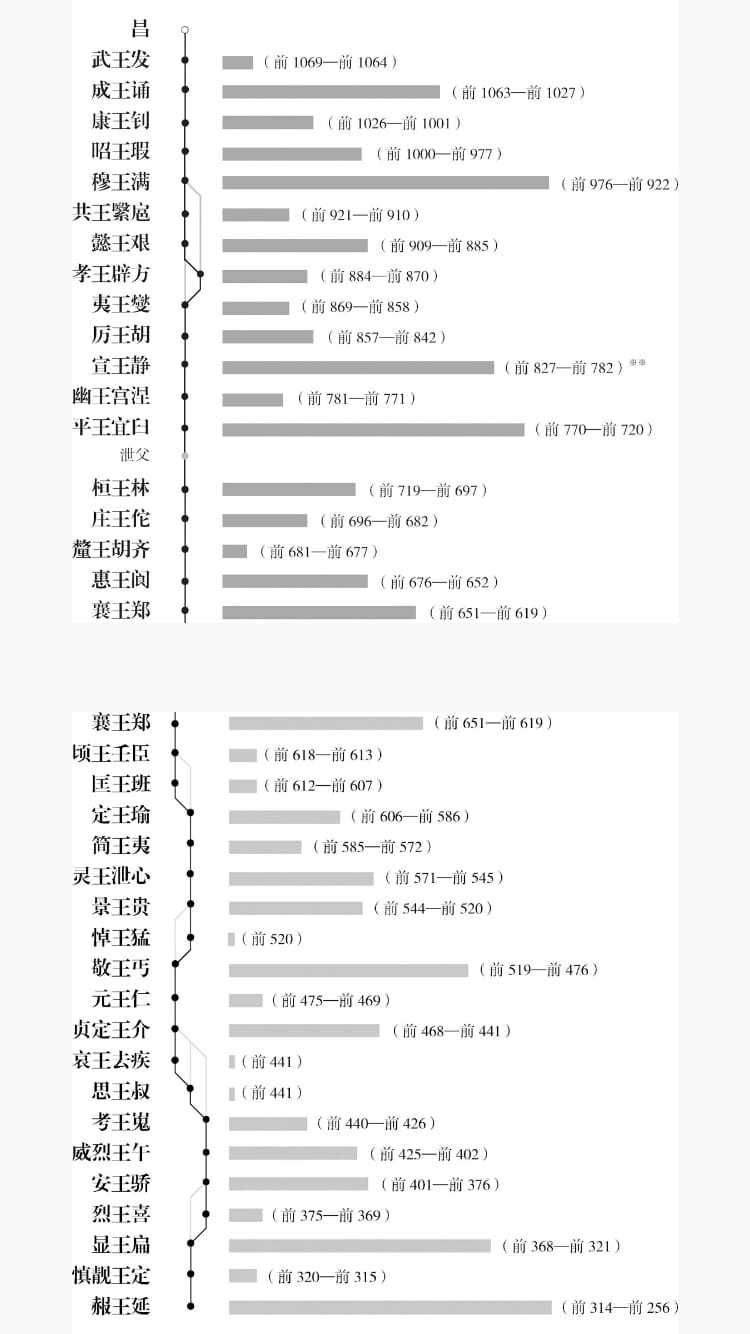 昌
武王发 （前 1069—前 1064）
成王诵 （前 1063—前 1027）
康王钊 （前 1026—前 1001）
昭王瑕 （前 1000—前 977）
穆王满 （前 976—前 922）
共王繄扈 （前 921—前 910）
懿王艰 （前 909—前 885）
孝王辟方 （前 884—前 870）
夷王燮 （前 869—前 858）
厉王胡 （前 857—前 842）
宣王静 （前 827—前 782）※※
幽王宫涅 （前 781—前 771）
平王宜臼 （前 770—前 720）
泄父
桓王林 （前 719—前 697）
庄王佗 （前 696—前 682）
釐王胡齐 （前 681—前 677）
惠王阆 （前 676—前 652）
襄王郑 （前 651—前 619）
襄王郑 （前 651—前 619）
顷王壬臣 （前 618—前 613）
匡王班 （前 612—前 607）
定王瑜 （前 606—前 586）
简王夷 （前 585—前 572）
灵王泄心 （前 571—前 545）
景王贵 （前 544—前 520）
悼王猛 （前 520）
敬王丐 （前 519—前 476）
元王仁 （前 475—前 469）
贞定王介 （前 468—前 441）
哀王去疾 （前 441）
思王叔 （前 441）
考王嵬 （前 440—前 426）
威烈王午 （前 425—前 402）
安王骄 （前 401—前 376）
烈王喜 （前 375—前 369）
显王扁 （前 368—前 321）
慎靓王定 （前 320—前 315）
赧王延 （前 314—前 256）